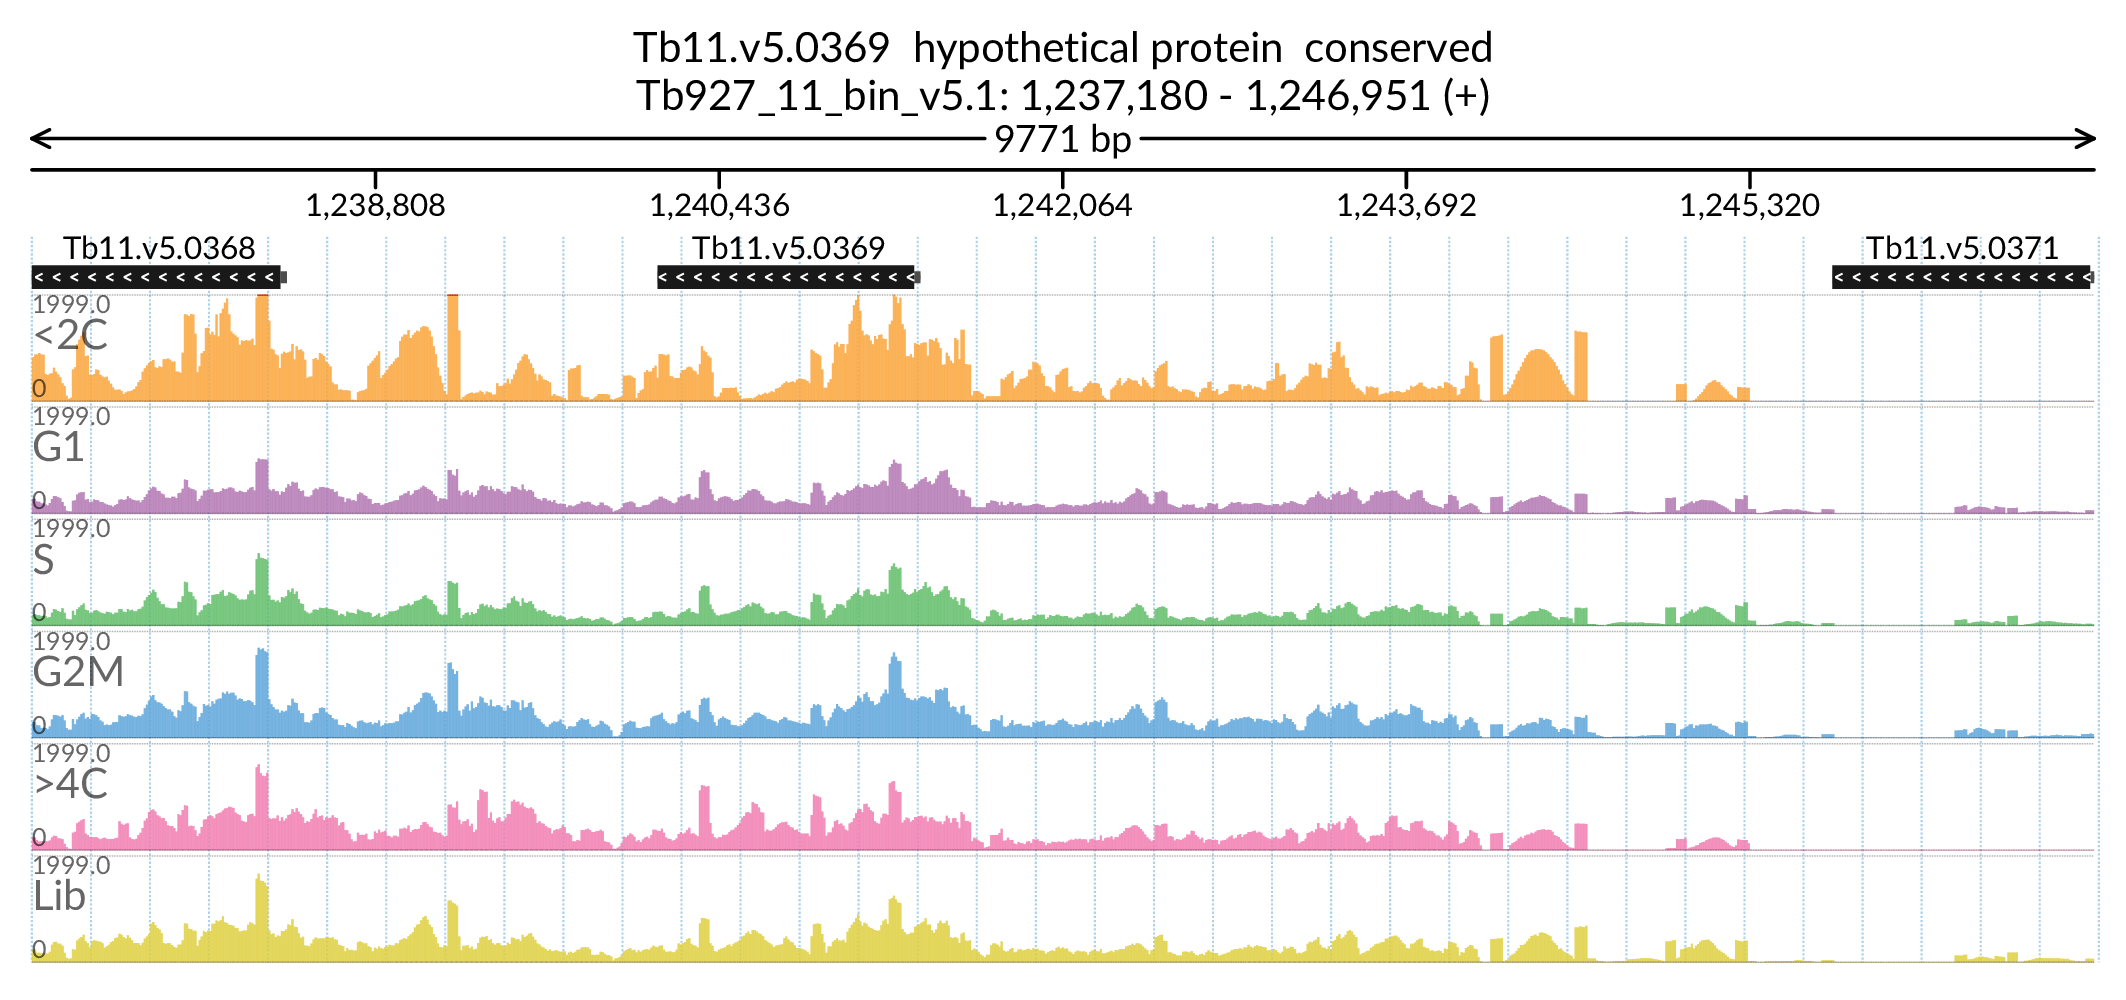 Tb11.v5.0369 hypothetical protein conserved
Tb927_11_bin_v5.1: 1,237,180 - 1,246,951 (+)
9771 bp
1,238,808 1,240,436 1,242,064 1,243,692 1,245,320
Tb11.v5.0368 Tb11.v5.0369 Tb11.v5.0371
1999.0
<2C
0
1999.0
G1
0
1999.0
S
0
1999.0
G2M
0
1999.0
>4C
0
1999.0
Lib
0